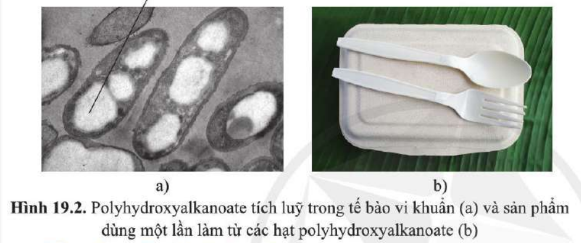 a)
b)
Hình 19.2. Polyhydroxyalkanoate tích luỹ trong tế bào vi khuẩn (a) và sản phẩm
dùng một lần làm từ các hạt polyhydroxyalkanoate (b)